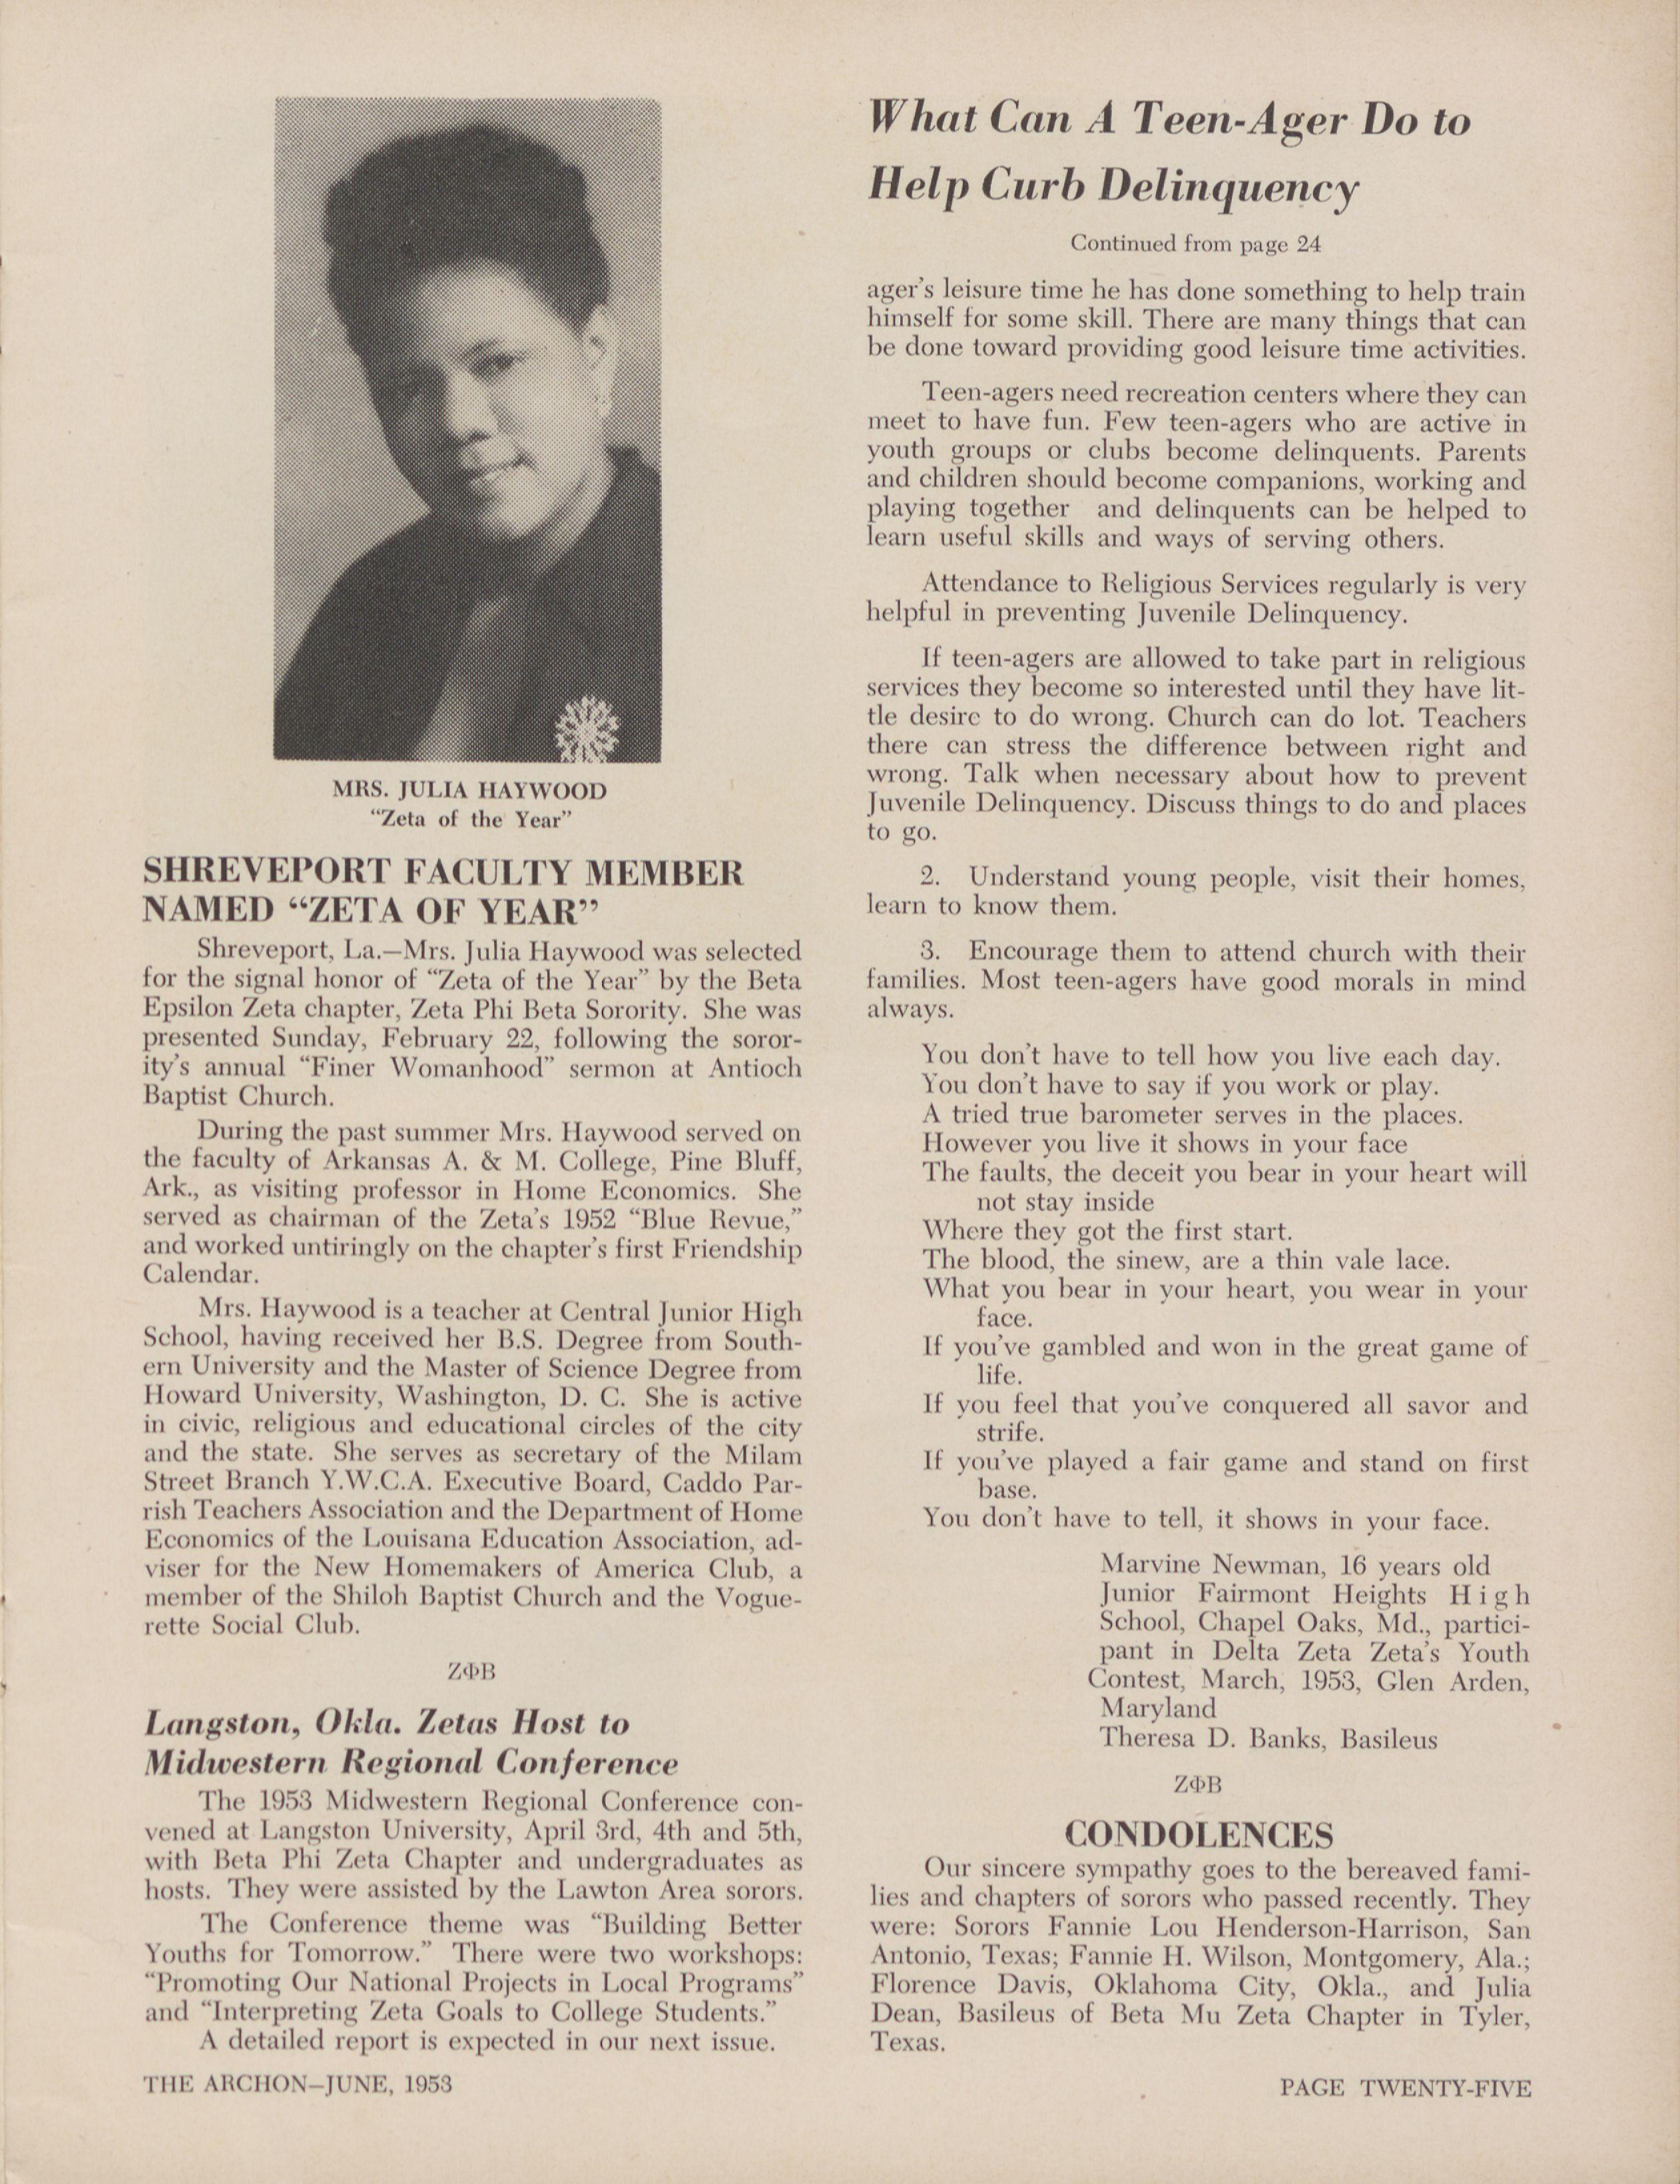 MRS. JULIA HAYWOOD
“Zeta of the Year”
SHREVEPORT FACULTY MEMBER
NAMED “ZETA OF YEAR”
Shreveport, La.—Mrs. Julia Haywood was selected
for the signal honor of “Zeta of the Year” by the Beta
Epsilon Zeta chapter, Zeta Phi Beta Sorority. She was
presented Sunday, February 22, following the soror-
ity’s annual “Finer Womanhood” sermon at Antioch
Baptist Church.
During the past summer Mrs. Haywood served on
the faculty of Arkansas A. & M. College, Pine Bluff,
Ark., as visiting professor in Home Economics. She
served as chairman of the Zeta’s 1952 “Blue Revue,”
and worked untiringly on the chapter’s first Friendship
Calendar.
Mrs. Haywood is a teacher at Central Junior High
School, having received her B.S. Degree from South-
ern University and the Master of Science Degree from
Howard University, Washington, D. C. She is active
in civic, religious and educational circles of the city
and the state. She serves as secretary of the Milam
Street Branch Y.W.C.A. Executive Board, Caddo Par-
rish Teachers Association and the Department of Home
Economics of the Louisana Education Association, ad-
viser for the New Homemakers of America Club, a
member of the Shiloh Baptist Church and the Vogue-
rette Social Club.
ΖΦΒ
Langston, Okla. Zetas Host to
Midwestern Regional Conference
The 1953 Midwestern Regional Conference con-
vened at Langston University, April 3rd, 4th and 5th,
with Beta Phi Zeta Chapter and undergraduates as
hosts. They were assisted by the Lawton Area sorors.
The Conference theme was “Building Better
Youths for Tomorrow.” There were two workshops:
“Promoting Our National Projects in Local Programs”
and “Interpreting Zeta Goals to College Students.”
A detailed report is expected in our next issue.
THE ARCHON—JUNE, 1953
What Can A Teen-Ager Do to
Help Curb Delinquency
Continued from page 24
ager’s leisure time he has done something to help train
himself for some skill. There are many things that can
be done toward providing good leisure time activities.
Teen-agers need recreation centers where they can
meet to have fun. Few teen-agers who are active in
youth groups or clubs become delinquents. Parents
and children should become companions, working and
playing together and delinquents can be helped to
learn useful skills and ways of serving others.
Attendance to Religious Services regularly is very
helpful in preventing Juvenile Delinquency.
If teen-agers are allowed to take part in religious
services they become so interested until they have lit-
tle desire to do wrong. Church can do lot. Teachers
there can stress the difference between right and
wrong. Talk when necessary about how to prevent
Juvenile Delinquency. Discuss things to do and places
to go.
2. Understand young people, visit their homes,
learn to know them.
3. Encourage them to attend church with their
families. Most teen-agers have good morals in mind
always.
You don’t have to tell how you live each day.
You don’t have to say if you work or play.
A tried true barometer serves in the places.
However you live it shows in your face
The faults, the deceit you bear in your heart will
not stay inside
Where they got the first start.
The blood, the sinew, are a thin vale lace.
What you bear in your heart, you wear in your
face.
If you’ve gambled and won in the great game of
life.
If you feel that you’ve conquered all savor and
strife.
If you’ve played a fair game and stand on first
base.
You don’t have to tell, it shows in your face.
Marvine Newman, 16 years old
Junior Fairmont Heights High
School, Chapel Oaks, Md., partici-
pant in Delta Zeta Zeta’s Youth
Contest, March, 1953, Glen Arden,
Maryland
Theresa D. Banks, Basileus
ΖΦΒ
CONDOLENCES
Our sincere sympathy goes to the bereaved fami-
lies and chapters of sorors who passed recently. They
were: Sorors Fannie Lou Henderson-Harrison, San
Antonio, Texas; Fannie H. Wilson, Montgomery, Ala.;
Florence Davis, Oklahoma City, Okla., and Julia
Dean, Basileus of Beta Mu Zeta Chapter in Tyler,
Texas.
PAGE TWENTY-FIVE